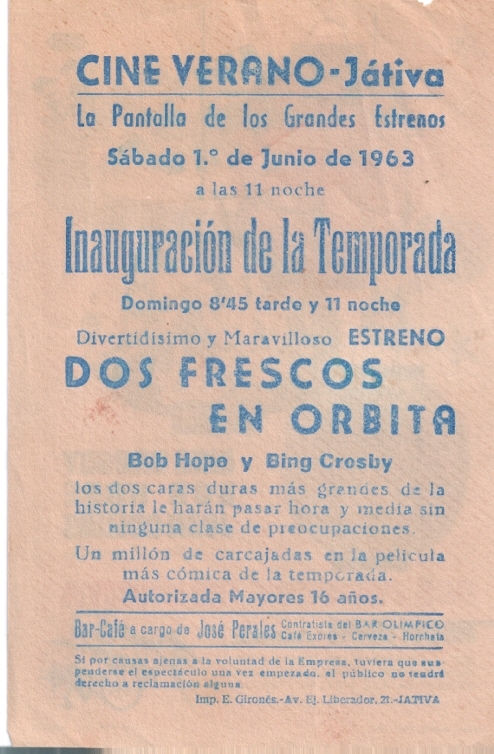 CINE VERANO-Játiva
La Pantalla de los Grandes Estrenos
Sábado 1.º de Junio de 1963
a las 11 noche
Inauguración de la Temporada
Domingo 8'45 tarde y 11 noche
Divertidísimo y Maravilloso ESTRENO
DOS FRESCOS
EN ORBITA
Bob Hope y Bing Crosby
los dos caras duras más grandes de la
historia le harán pasar hora y media sin
ninguna clase de preocupaciones.
Un millón de carcajadas en la película
más cómica de la temporada.
Autorizada Mayores 16 años.
Bar-Café a cargo de José Perales Contratista del BAR OLIMPICO
Café Exprés - Cerveza - Horchata
Si por causas ajenas a la voluntad de la Empresa, tuviera que sus-
penderse el espectáculo una vez empezado, el público no tendrá
derecho a reclamación alguna
Imp. E. Gironés.-Av. Ej. Liberador, 21.-JATIVA